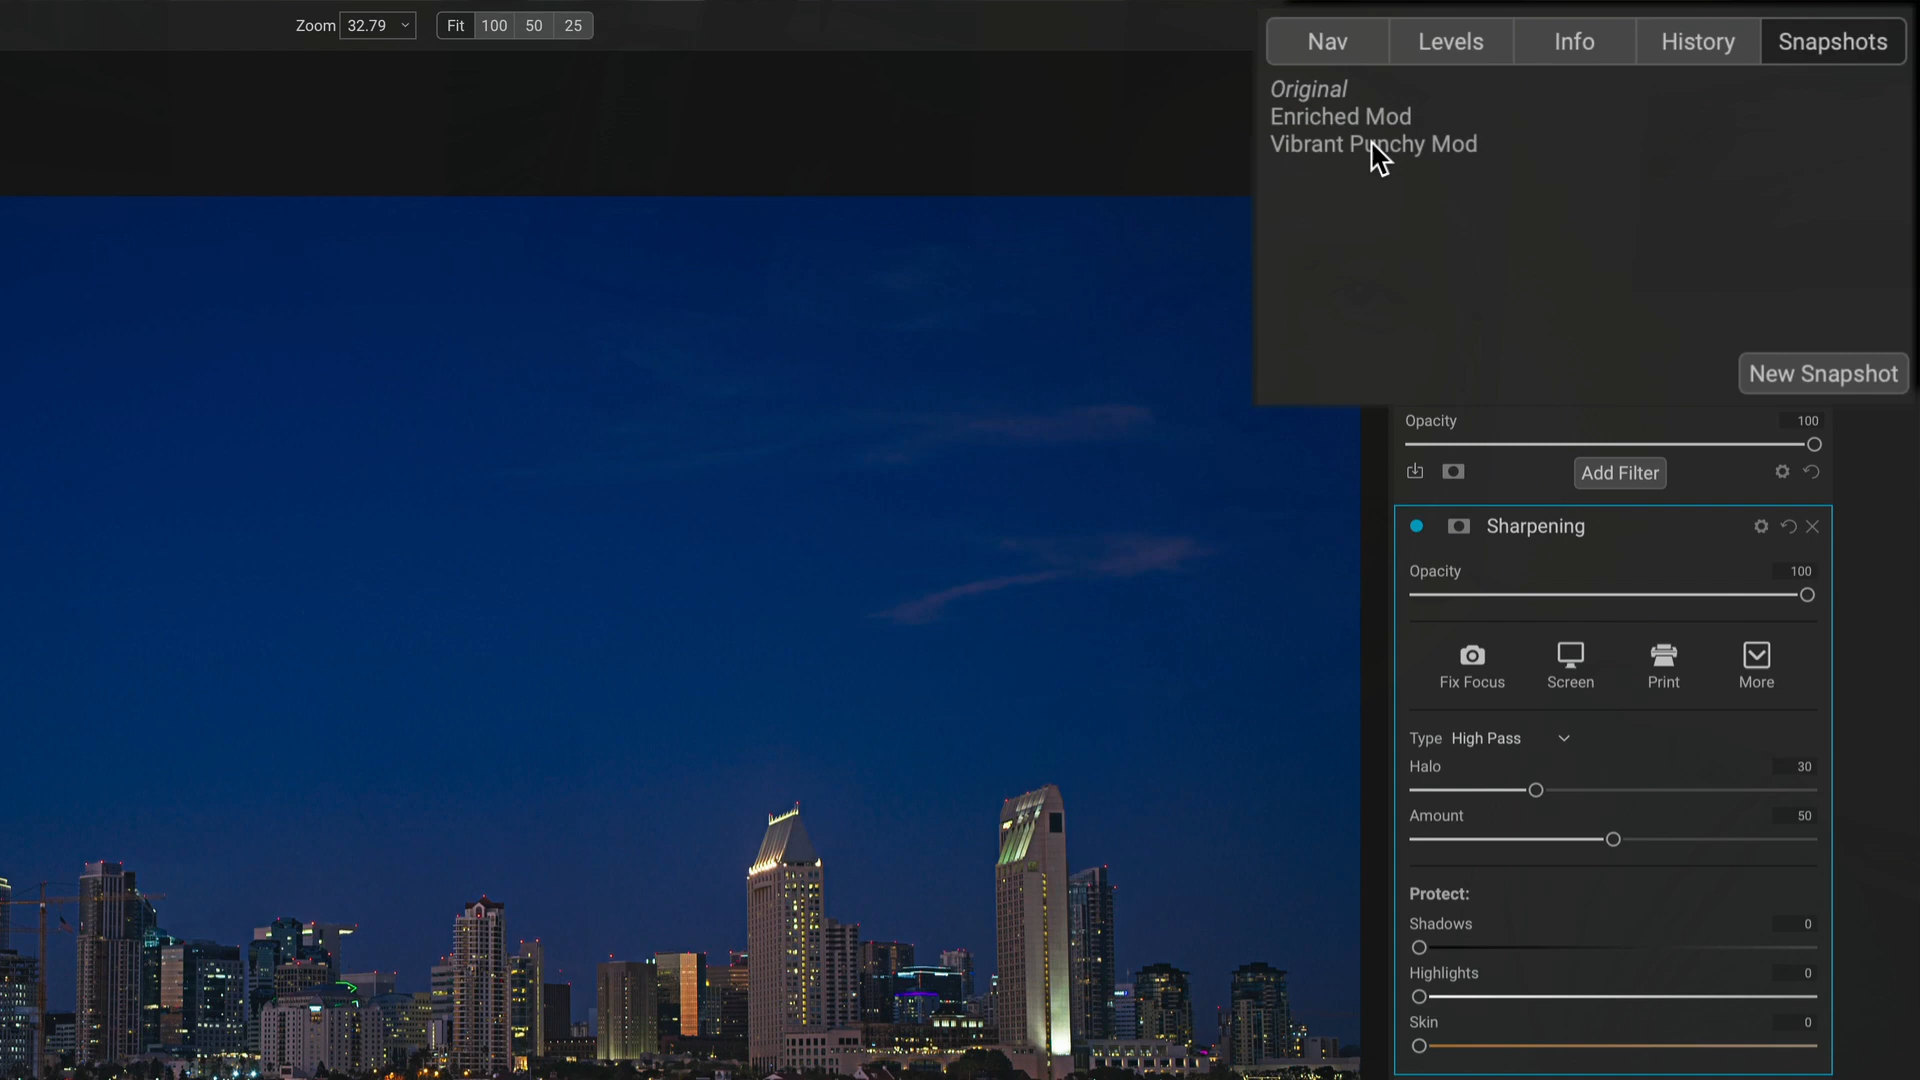 Zoom 32.79 Fit 100 50 25
Nav Levels Info History Snapshots
Original
Enriched Mod
Vibrant Punchy Mod
New Snapshot
Opacity 100
Add Filter
Sharpening
Opacity 100
Fix Focus Screen Print More
Type High Pass
Halo 30
Amount 50
Protect:
Shadows 0
Highlights 0
Skin 0